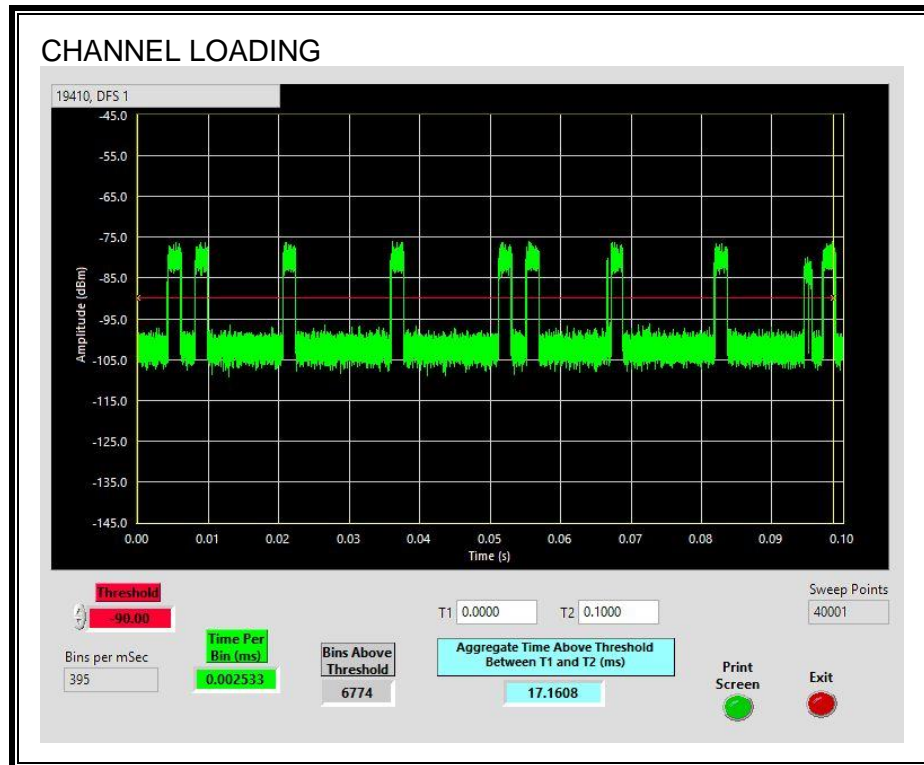 CHANNEL LOADING
19410, DFS 1
Amplitude (dBm)
-45.0
-55.0
-65.0
-75.0
-85.0
-95.0
-105.0
-115.0
-125.0
-135.0
-145.0
0.00 0.01 0.02 0.03 0.04 0.05 0.06 0.07 0.08 0.09 0.10
Time (s)
Threshold
-90.00
Bins per mSec
395
Time Per
Bin (ms)
0.002533
Bins Above
Threshold
6774
T1 0.0000 T2 0.1000
Aggregate Time Above Threshold
Between T1 and T2 (ms)
17.1608
Sweep Points
40001
Print
Screen
Exit